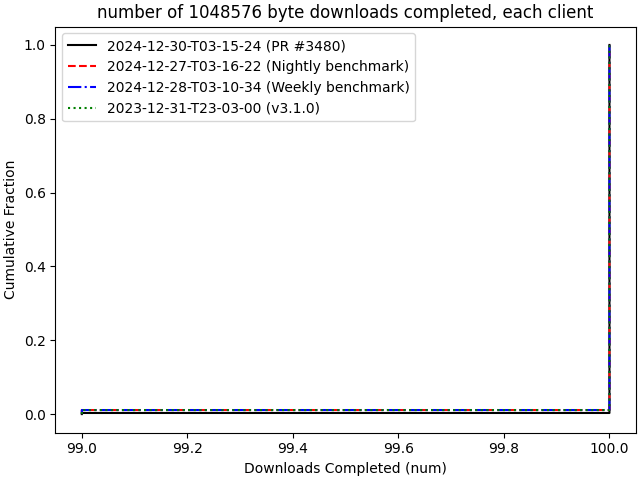 number of 1048576 byte downloads completed, each client
2024-12-30-T03-15-24 (PR #3480)
2024-12-27-T03-16-22 (Nightly benchmark)
2024-12-28-T03-10-34 (Weekly benchmark)
2023-12-31-T23-03-00 (v3.1.0)
Cumulative Fraction
1.0
0.8
0.6
0.4
0.2
0.0
99.0 99.2 99.4 99.6 99.8 100.0
Downloads Completed (num)